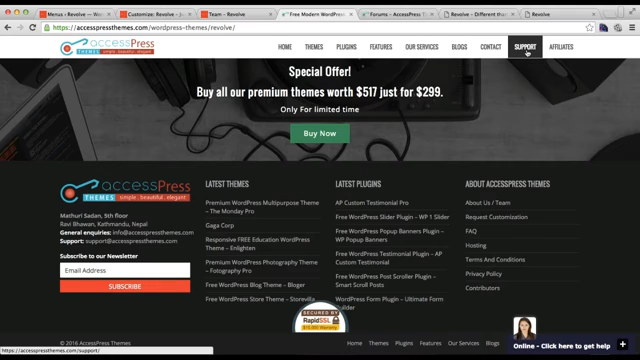 Menus ‹ Revolve — Wor
Customize: Revolve – J
Team – Revolve
Free Modern WordPress
Forums – AccessPress T
Revolve – Different tha
Revolve
https://accesspressthemes.com/wordpress-themes/revolve/
accessPress
THEMES simple. beautiful. elegant
HOME THEMES PLUGINS FEATURES OUR SERVICES BLOGS CONTACT SUPPORT AFFILIATES
Special Offer!
Buy all our premium themes worth $517 just for $299.
Only For limited time
Buy Now
accessPress
THEMES simple. beautiful. elegant
Mathuri Sadan, 5th floor
Ravi Bhawan, Kathmandu, Nepal
General enquiries: info@accesspressthemes.com
Support: support@accesspressthemes.com
Subscribe to our Newsletter
Email Address
SUBSCRIBE
LATEST THEMES
Premium WordPress Multipurpose Theme
– The Monday Pro
Gaga Corp
Responsive FREE Education WordPress
Theme – Enlighten
Premium WordPress Photography Theme
– Fotography Pro
Free WordPress Blog Theme – Bloger
Free WordPress Store Theme – Storevilla
LATEST PLUGINS
AP Custom Testimonial Pro
Free WordPress Slider Plugin – WP 1 Slider
Free WordPress Popup Banners Plugin –
WP Popup Banners
Free WordPress Testimonial Plugin – AP
Custom Testimonial
Free WordPress Post Scroller Plugin –
Smart Scroll Posts
WordPress Form Plugin – Ultimate Form
Builder
ABOUT ACCESSPRESS THEMES
About Us / Team
Request Customization
FAQ
Hosting
Terms And Conditions
Privacy Policy
Contributors
SECURED BY
RapidSSL
$10,000 Warranty
© 2016 AccessPress Themes
Home Themes Plugins Features Our Services Blogs
Online - Click here to get help
https://accesspressthemes.com/support/